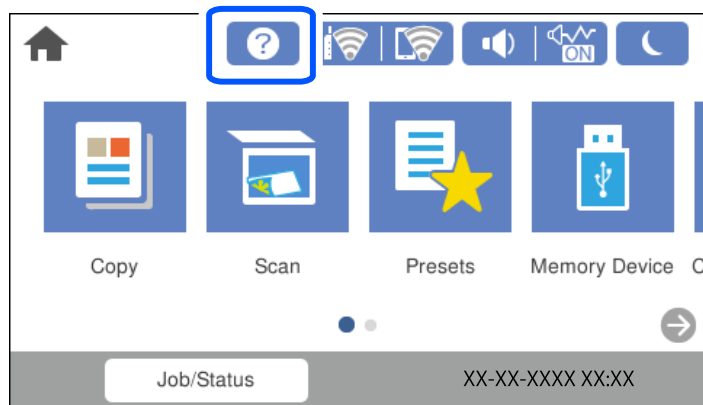 ?
ON
Copy
Scan
Presets
Memory Device
Job/Status
XX-XX-XXXX XX:XX